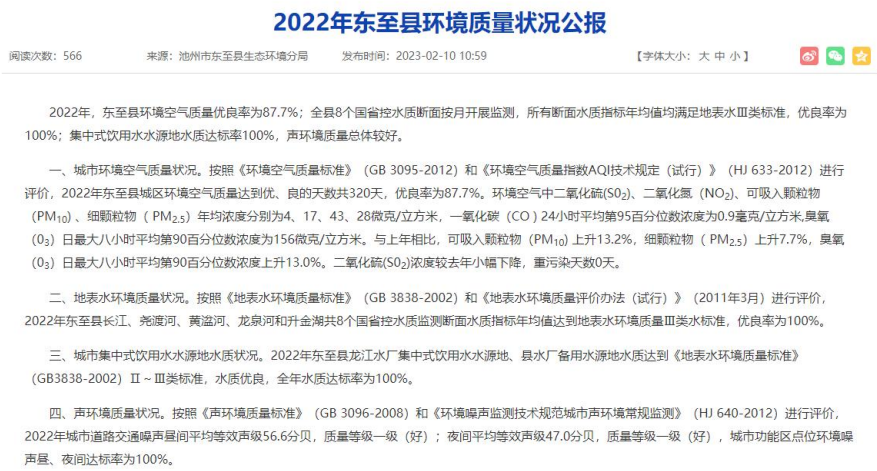 2022年东至县环境质量状况公报
阅读次数：566 来源：池州市东至县生态环境分局 发布时间：2023-02-10 10:59 【字体大小：大 中 小】
2022年，东至县环境空气质量优良率为87.7%；全县8个国省控水质断面按月开展监测，所有断面水质指标年均值均满足地表水Ⅲ类标准，优良率为
100%；集中式饮用水水源地水质达标率100%，声环境质量总体较好。
一、城市环境空气质量状况。按照《环境空气质量标准》（GB 3095-2012）和《环境空气质量指数AQI技术规定（试行）》（HJ 633-2012）进行
评价，2022年东至县城区环境空气质量达到优、良的天数共320天，优良率为87.7%。环境空气中二氧化硫(S0₂)、二氧化氮（NO₂)、可吸入颗粒物
（PM₁₀）、细颗粒物（ PM₂.₅）年均浓度分别为4、17、43、28微克/立方米，一氧化碳（CO ) 24小时平均第95百分位数浓度为0.9毫克/立方米,臭氧
（0₃）日最大八小时平均第90百分位数浓度为156微克/立方米。与上年相比，可吸入颗粒物（PM₁₀) 上升13.2%，细颗粒物（ PM₂.₅）上升7.7%，臭氧
（0₃）日最大八小时平均第90百分位数浓度上升13.0%。二氧化硫(S0₂)浓度较去年小幅下降，重污染天数0天。
二、地表水环境质量状况。按照《地表水环境质量标准》（GB 3838-2002）和《地表水环境质量评价办法（试行）》（2011年3月）进行评价，
2022年东至县长江、尧渡河、黄湓河、龙泉河和升金湖共8个国省控水质监测断面水质指标年均值达到地表水环境质量Ⅲ类水标准，优良率为100%。
三、城市集中式饮用水水源地水质状况。2022年东至县龙江水厂集中式饮用水水源地、县水厂备用水源地水质达到《地表水环境质量标准》
（GB3838-2002）Ⅱ～Ⅲ类标准，水质优良，全年水质达标率为100%。
四、声环境质量状况。按照《声环境质量标准》（GB 3096-2008）和《环境噪声监测技术规范城市声环境常规监测》（HJ 640-2012）进行评价，
2022年城市道路交通噪声昼间平均等效声级56.6分贝，质量等级一级（好）；夜间平均等效声级47.0分贝，质量等级一级（好），城市功能区点位环境噪
声昼、夜间达标率为100%。